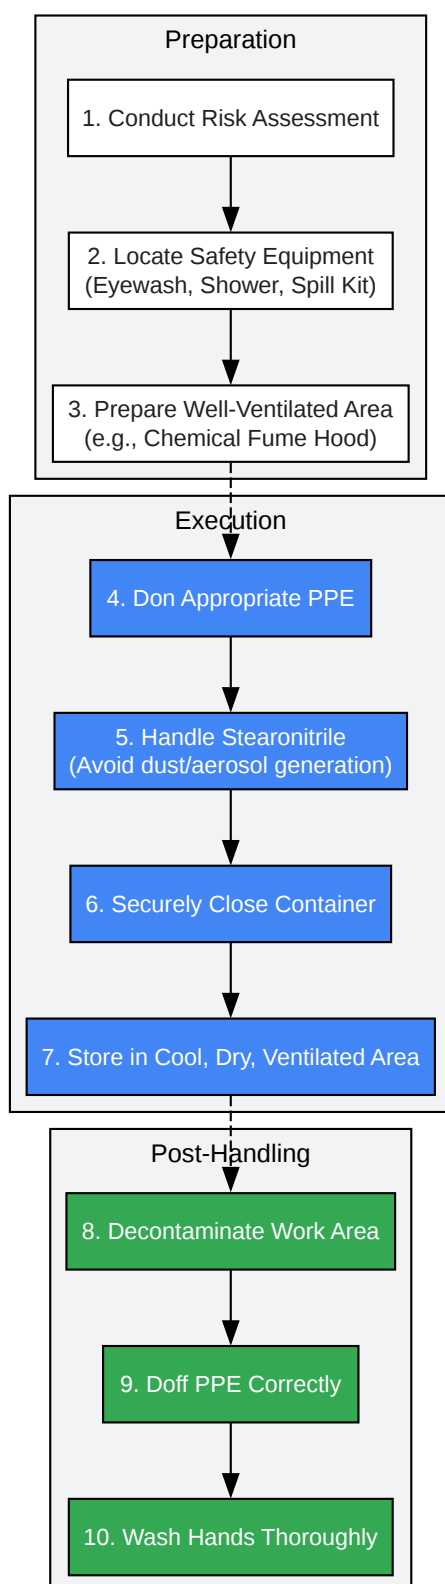 Preparation
1. Conduct Risk Assessment
2. Locate Safety Equipment
(Eyewash, Shower, Spill Kit)
3. Prepare Well-Ventilated Area
(e.g., Chemical Fume Hood)
Execution
4. Don Appropriate PPE
5. Handle Stearonitrile
(Avoid dust/aerosol generation)
6. Securely Close Container
7. Store in Cool, Dry, Ventilated Area
Post-Handling
8. Decontaminate Work Area
9. Doff PPE Correctly
10. Wash Hands Thoroughly